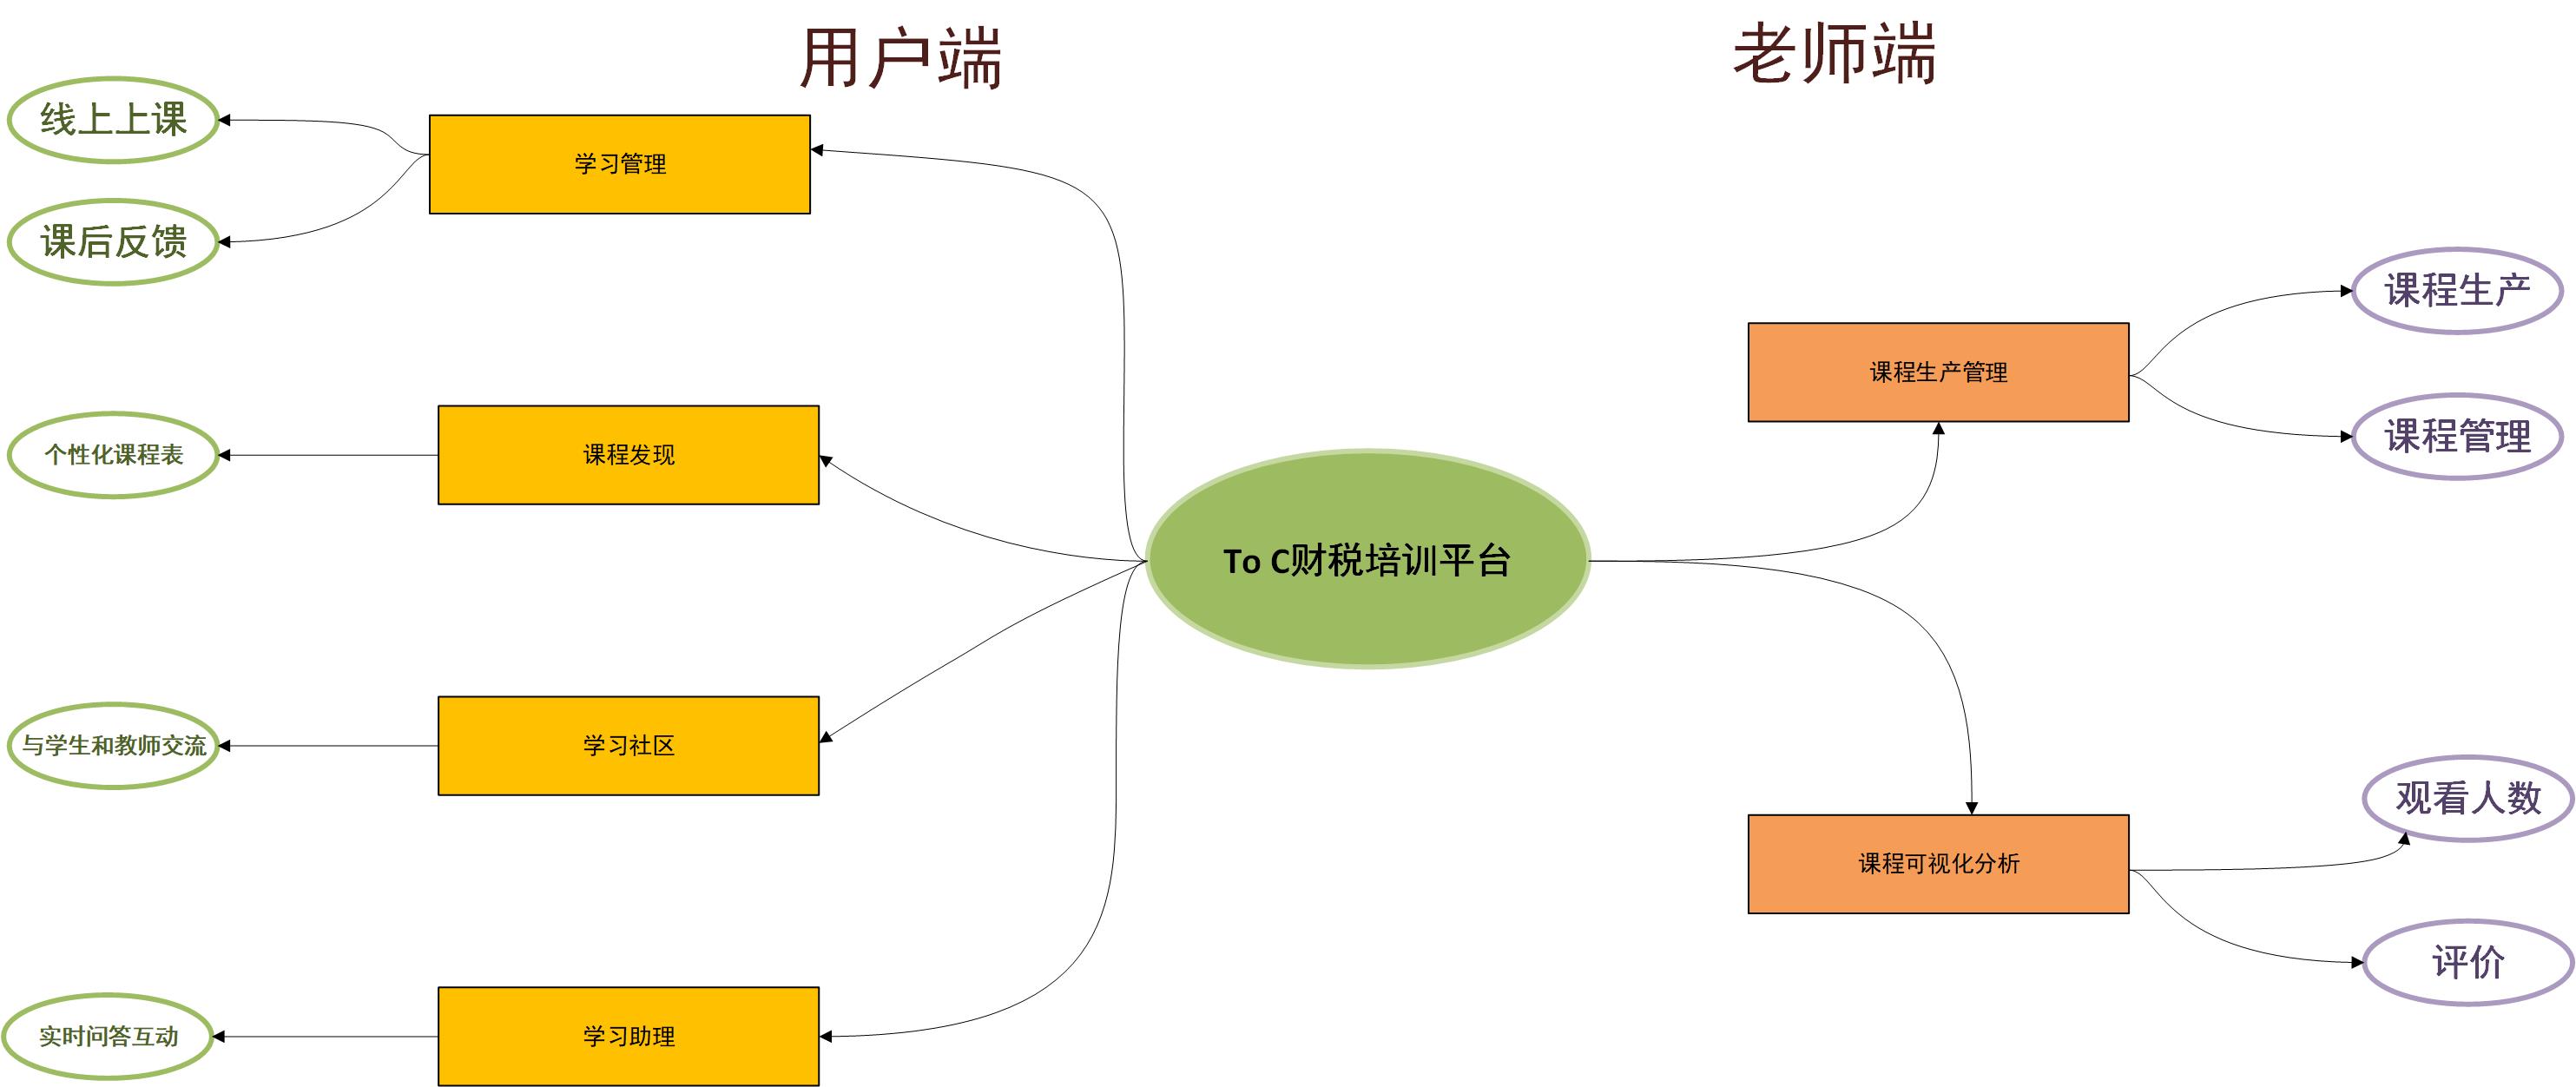 用户端
老师端
线上上课
学习管理
课后反馈
课程生产
课程生产管理
课程管理
个性化课程表
课程发现
To C财税培训平台
与学生和教师交流
学习社区
观看人数
课程可视化分析
评价
实时问答互动
学习助理